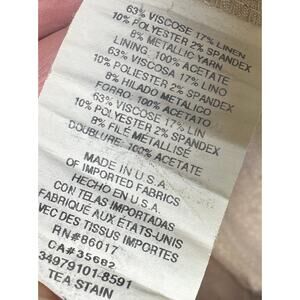 63% VISCOSE 17% LINEN
10% POLYESTER 2% SPANDEX
8% METALLIC YARN
LINING: 100% ACETATE
63% VISCOSA 17% LINO
10% POLIESTER 2% SPANDEX
8% HILADO METALICO
FORRO: 100% ACETATO
63% VISCOSE 17% LIN
10% POLYESTER 2% SPANDEX
8% FILÉ METALLISÉ
DOUBLURE: 100% ACETATE
MADE IN U.S.A.
OF IMPORTED FABRICS
HECHO EN U.S.A.
CON TELAS IMPORTADAS
FABRIQUÉ AUX ÉTATS-UNIS
AVEC DES TISSUS IMPORTES
RN#86017
CA#35682
34979101-8591
TEA STAIN